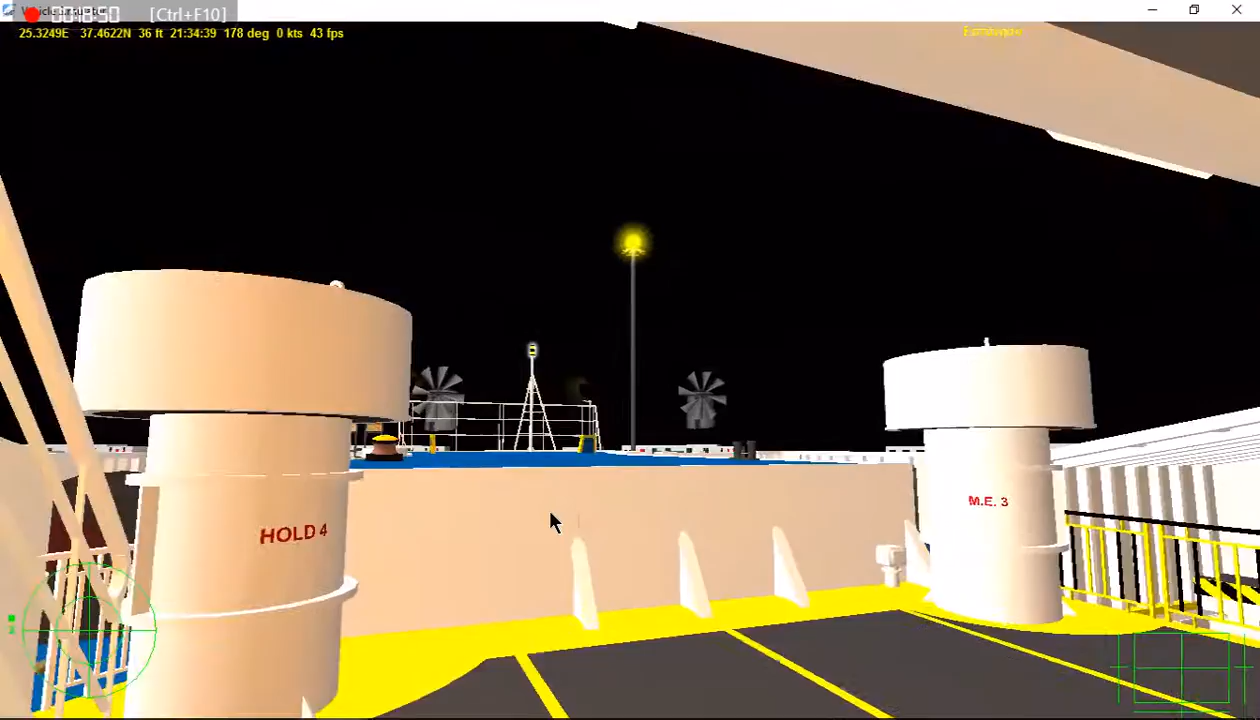 [Ctrl+F10]
25.3249E 37.4622N 36 ft 21:34:39 178 deg 0 kts 43 fps
HOLD 4
M.E. 3